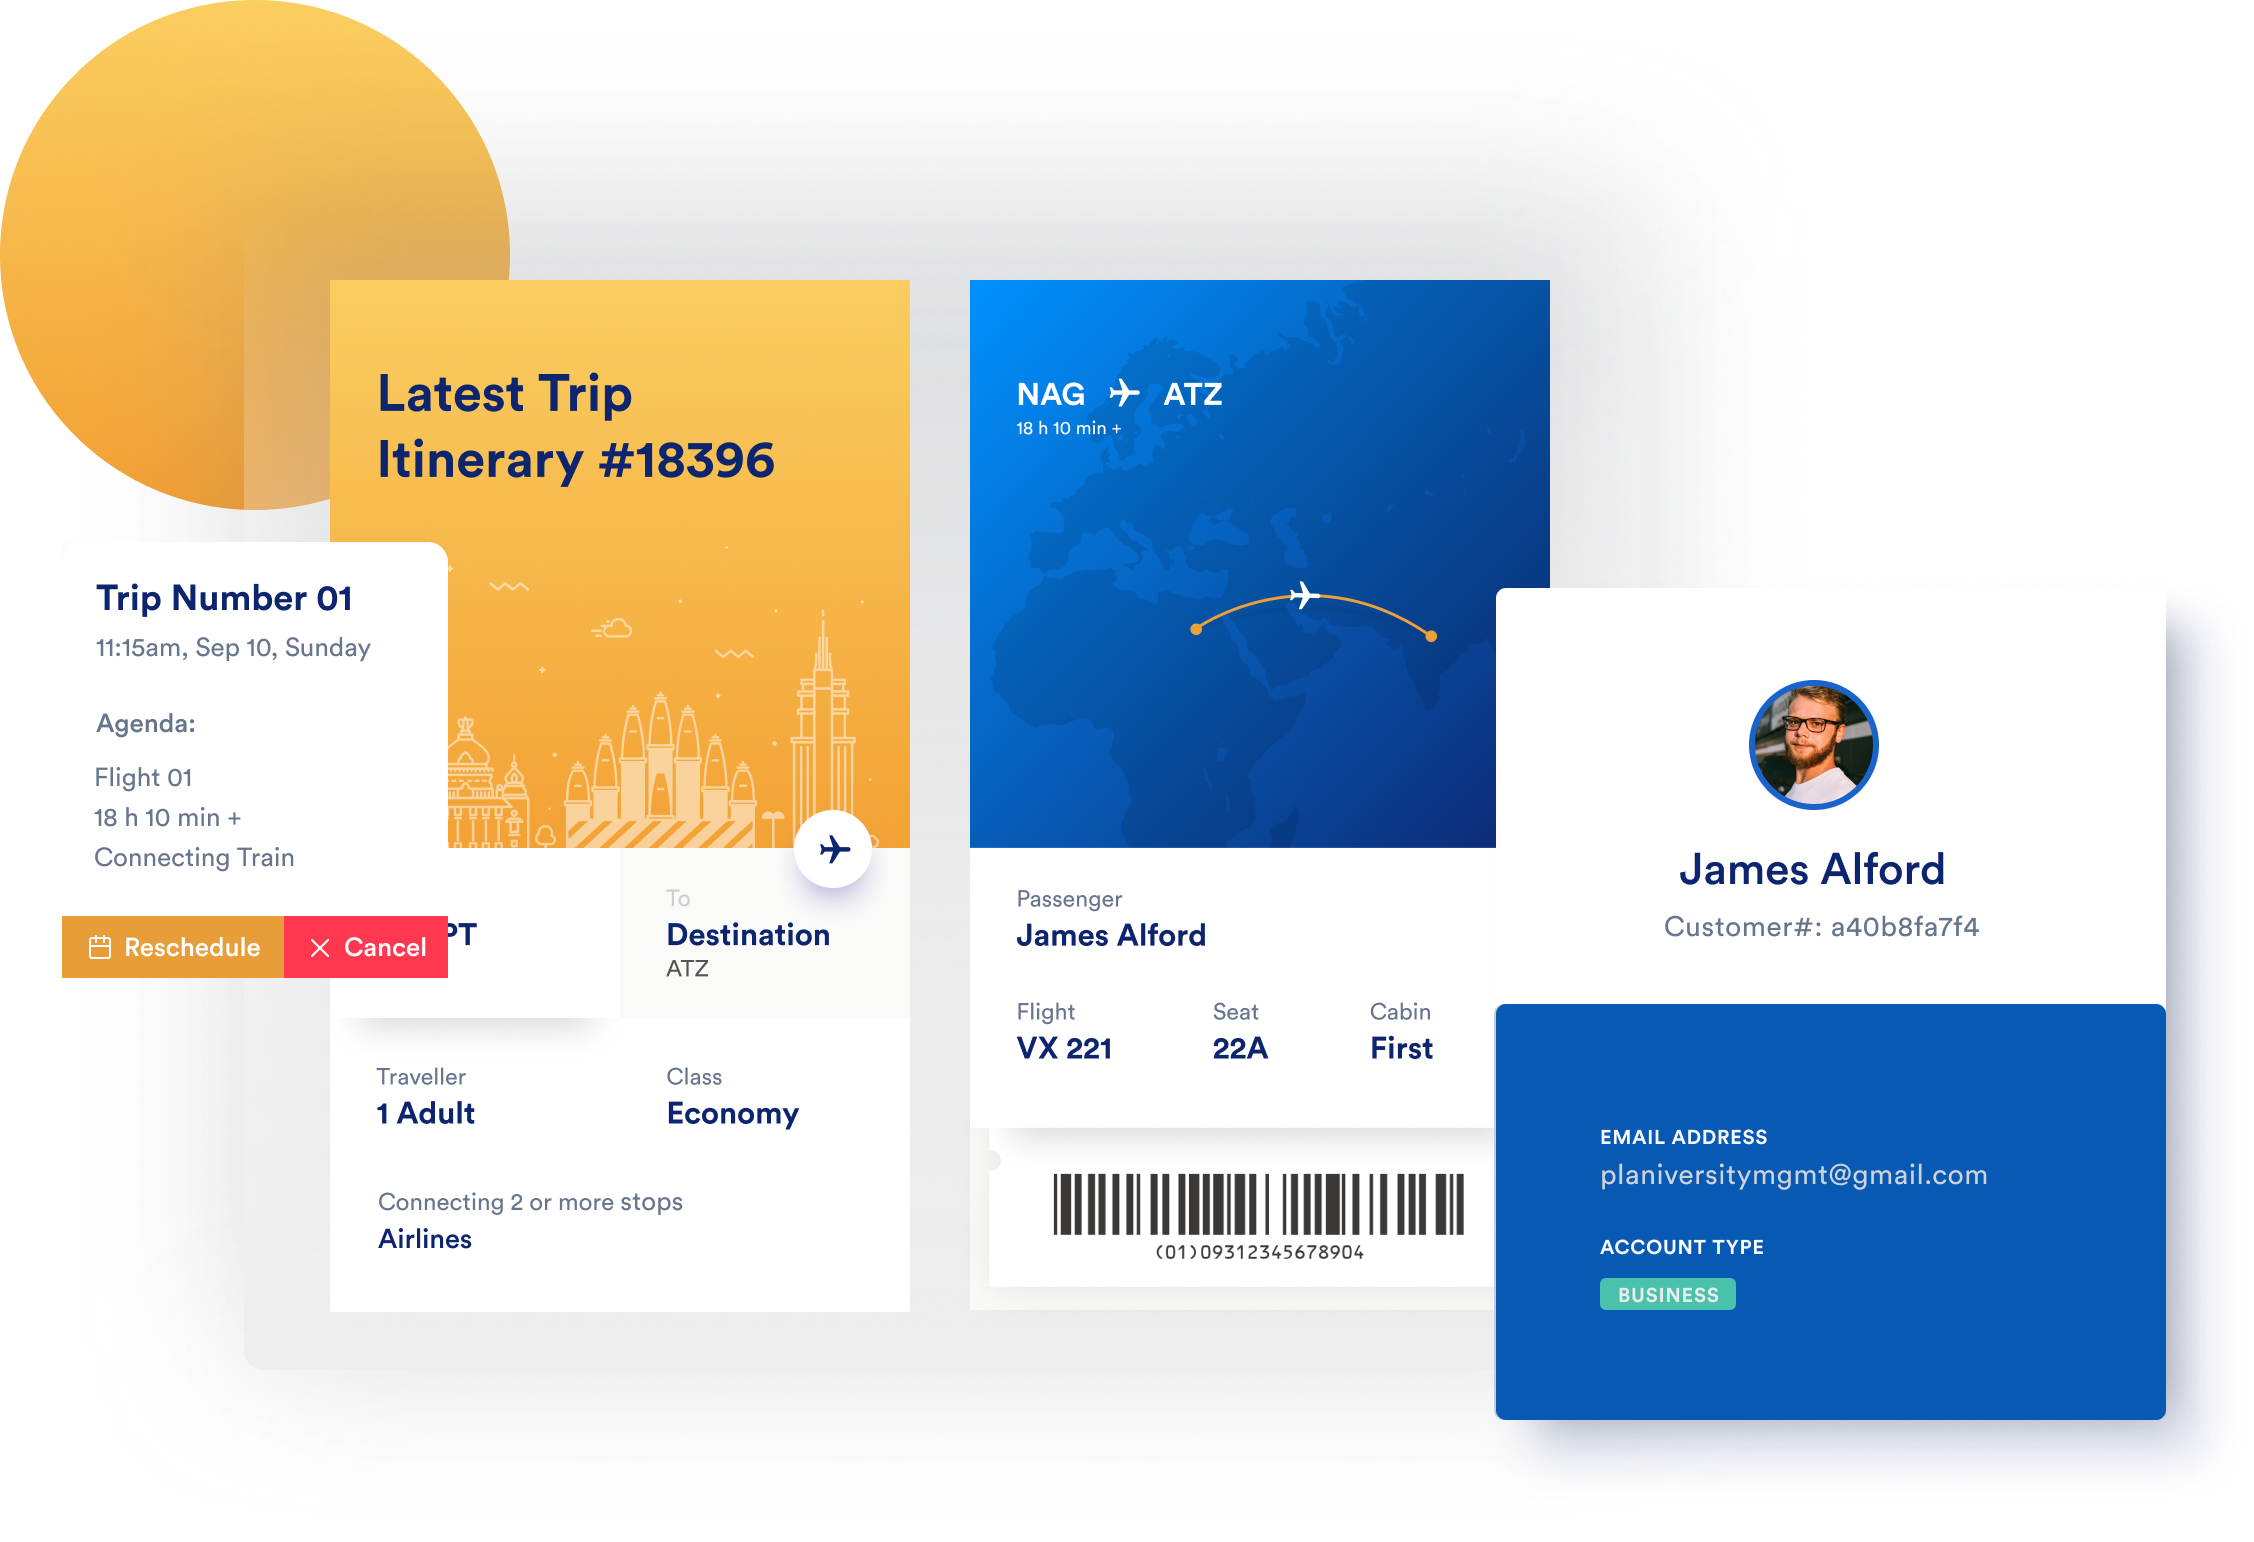 Latest Trip
Itinerary #18396
Trip Number 01
11:15am, Sep 10, Sunday
Agenda:
Flight 01
18 h 10 min +
Connecting Train
Reschedule
Cancel
To
Destination
ATZ
Traveller
1 Adult
Class
Economy
Connecting 2 or more stops
Airlines
NAG ATZ
18 h 10 min +
Passenger
James Alford
Flight
VX 221
Seat
22A
Cabin
First
(01)09312345678904
James Alford
Customer#: a40b8fa7f4
EMAIL ADDRESS
planiversitymgmt@gmail.com
ACCOUNT TYPE
BUSINESS